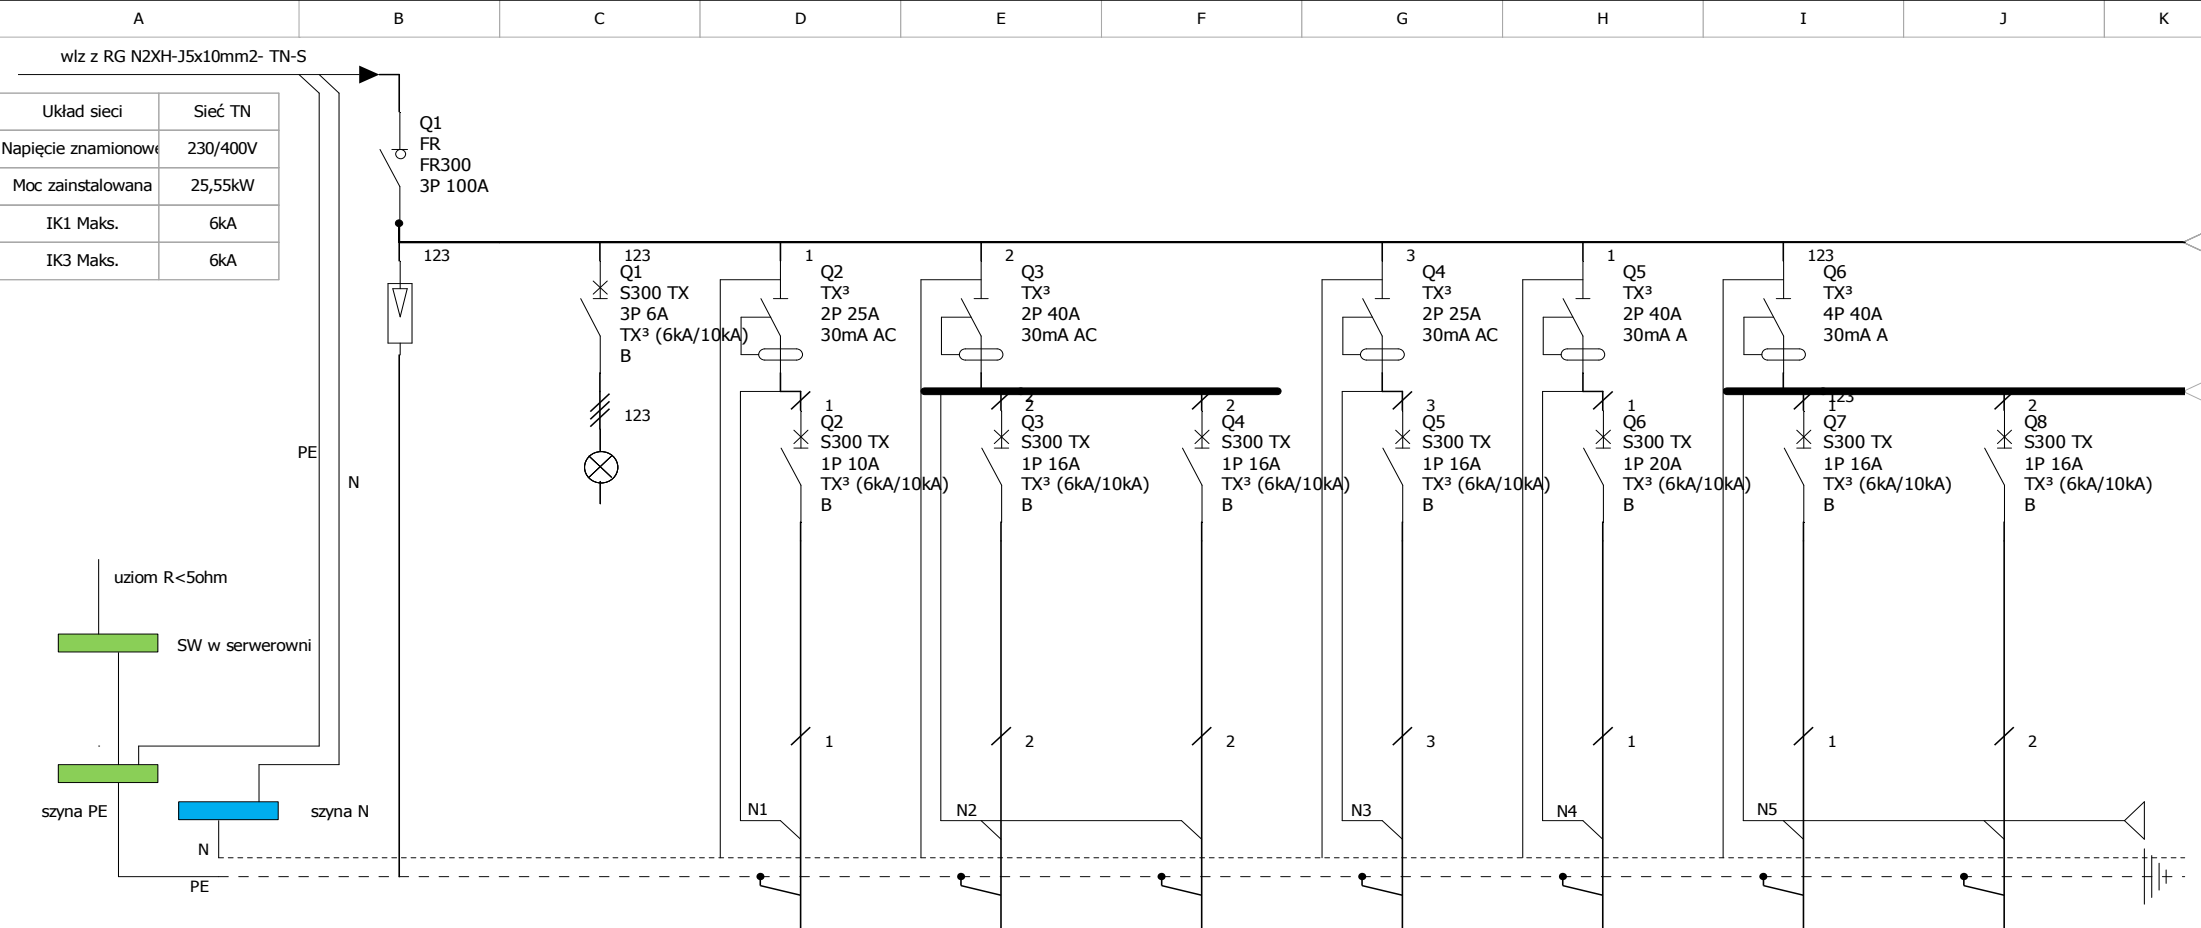 A B C D E F G H I J K
wlz z RG N2XH-J5x10mm2- TN-S
Układ sieci Sieć TN
Napięcie znamionowe 230/400V
Moc zainstalowana 25,55kW
IK1 Maks. 6kA
IK3 Maks. 6kA
Q1
FR
FR300
3P 100A
123
123
Q1
S300 TX
3P 6A
TX³ (6kA/10kA)
B
123
1
Q2
TX³
2P 25A
30mA AC
2
Q3
TX³
2P 40A
30mA AC
3
Q4
TX³
2P 25A
30mA AC
1
Q5
TX³
2P 40A
30mA A
123
Q6
TX³
4P 40A
30mA A
1
Q2
S300 TX
1P 10A
TX³ (6kA/10kA)
B
2
2
Q3
S300 TX
1P 16A
TX³ (6kA/10kA)
B
2
Q4
S300 TX
1P 16A
TX³ (6kA/10kA)
B
3
Q5
S300 TX
1P 16A
TX³ (6kA/10kA)
B
1
Q6
S300 TX
1P 20A
TX³ (6kA/10kA)
B
123
1
Q7
S300 TX
1P 16A
TX³ (6kA/10kA)
B
2
Q8
S300 TX
1P 16A
TX³ (6kA/10kA)
B
PE
N
uziom R<5ohm
SW w serwerowni
1 2 2 3 1 1 2
szyna PE
szyna N
N1 N2 N3 N4 N5
N
PE